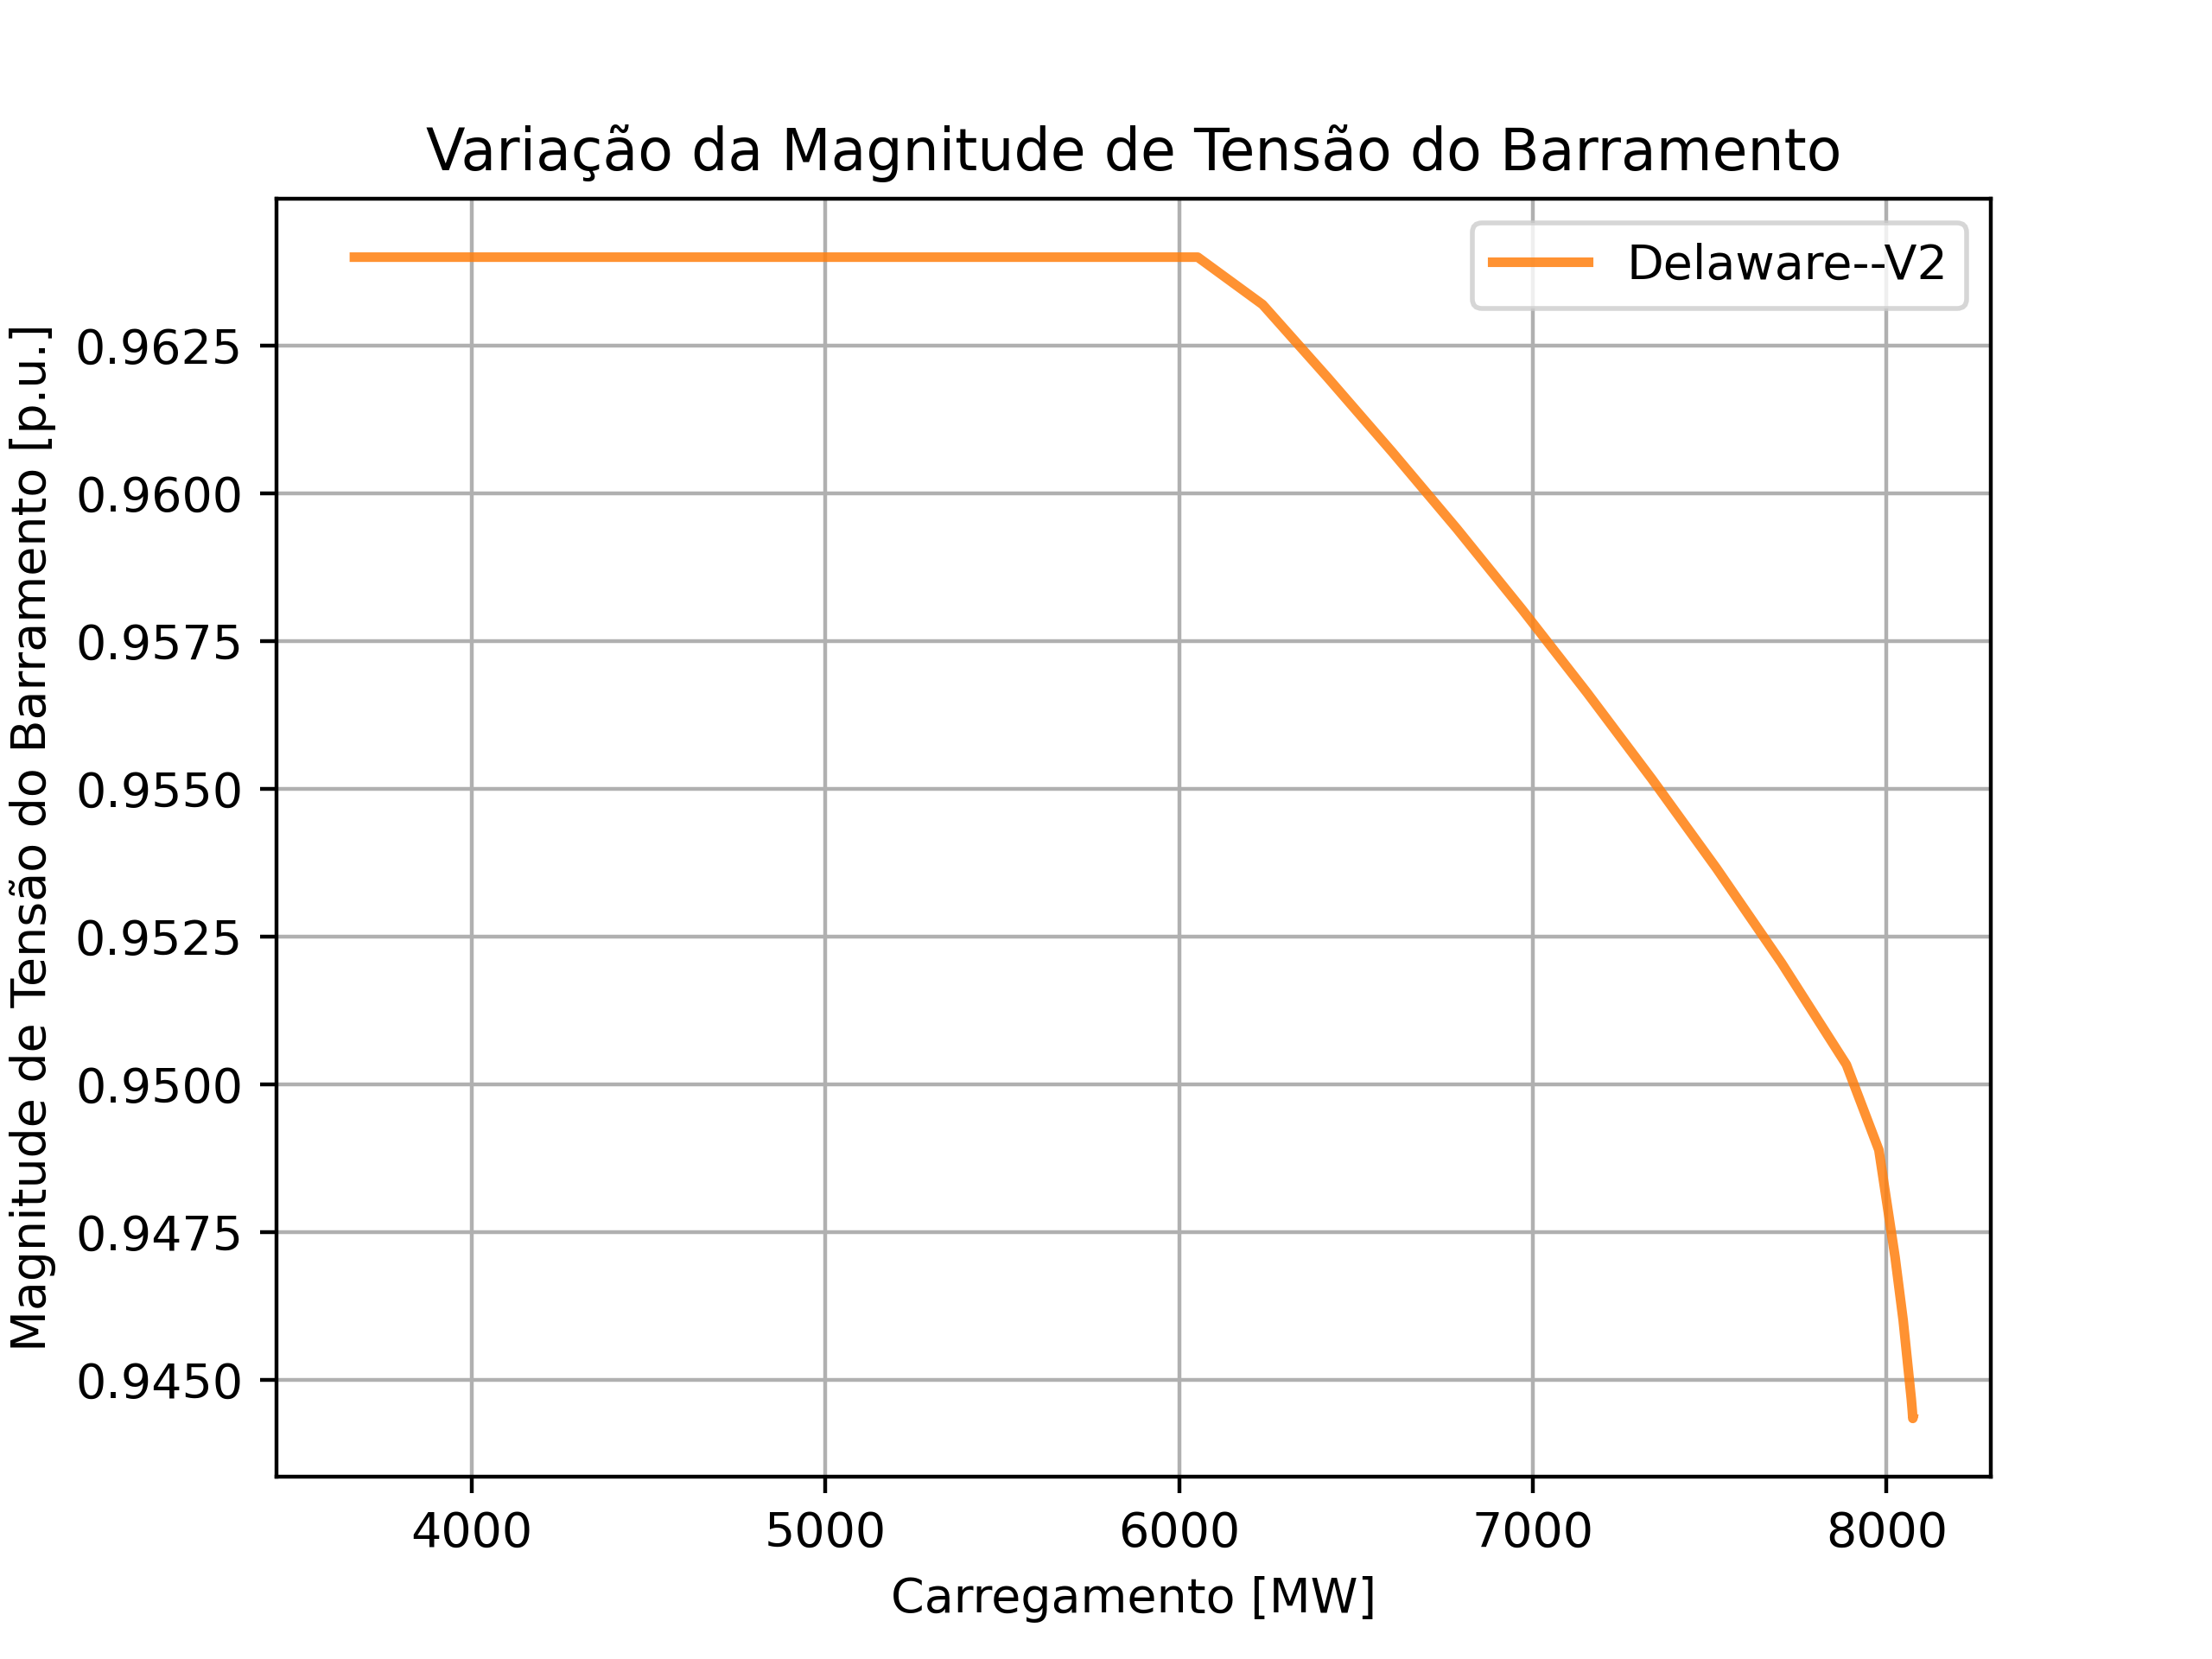 Variação da Magnitude de Tensão do Barramento
Delaware--V2
Magnitude de Tensão do Barramento [p.u.]
0.9625
0.9600
0.9575
0.9550
0.9525
0.9500
0.9475
0.9450
4000 5000 6000 7000 8000
Carregamento [MW]